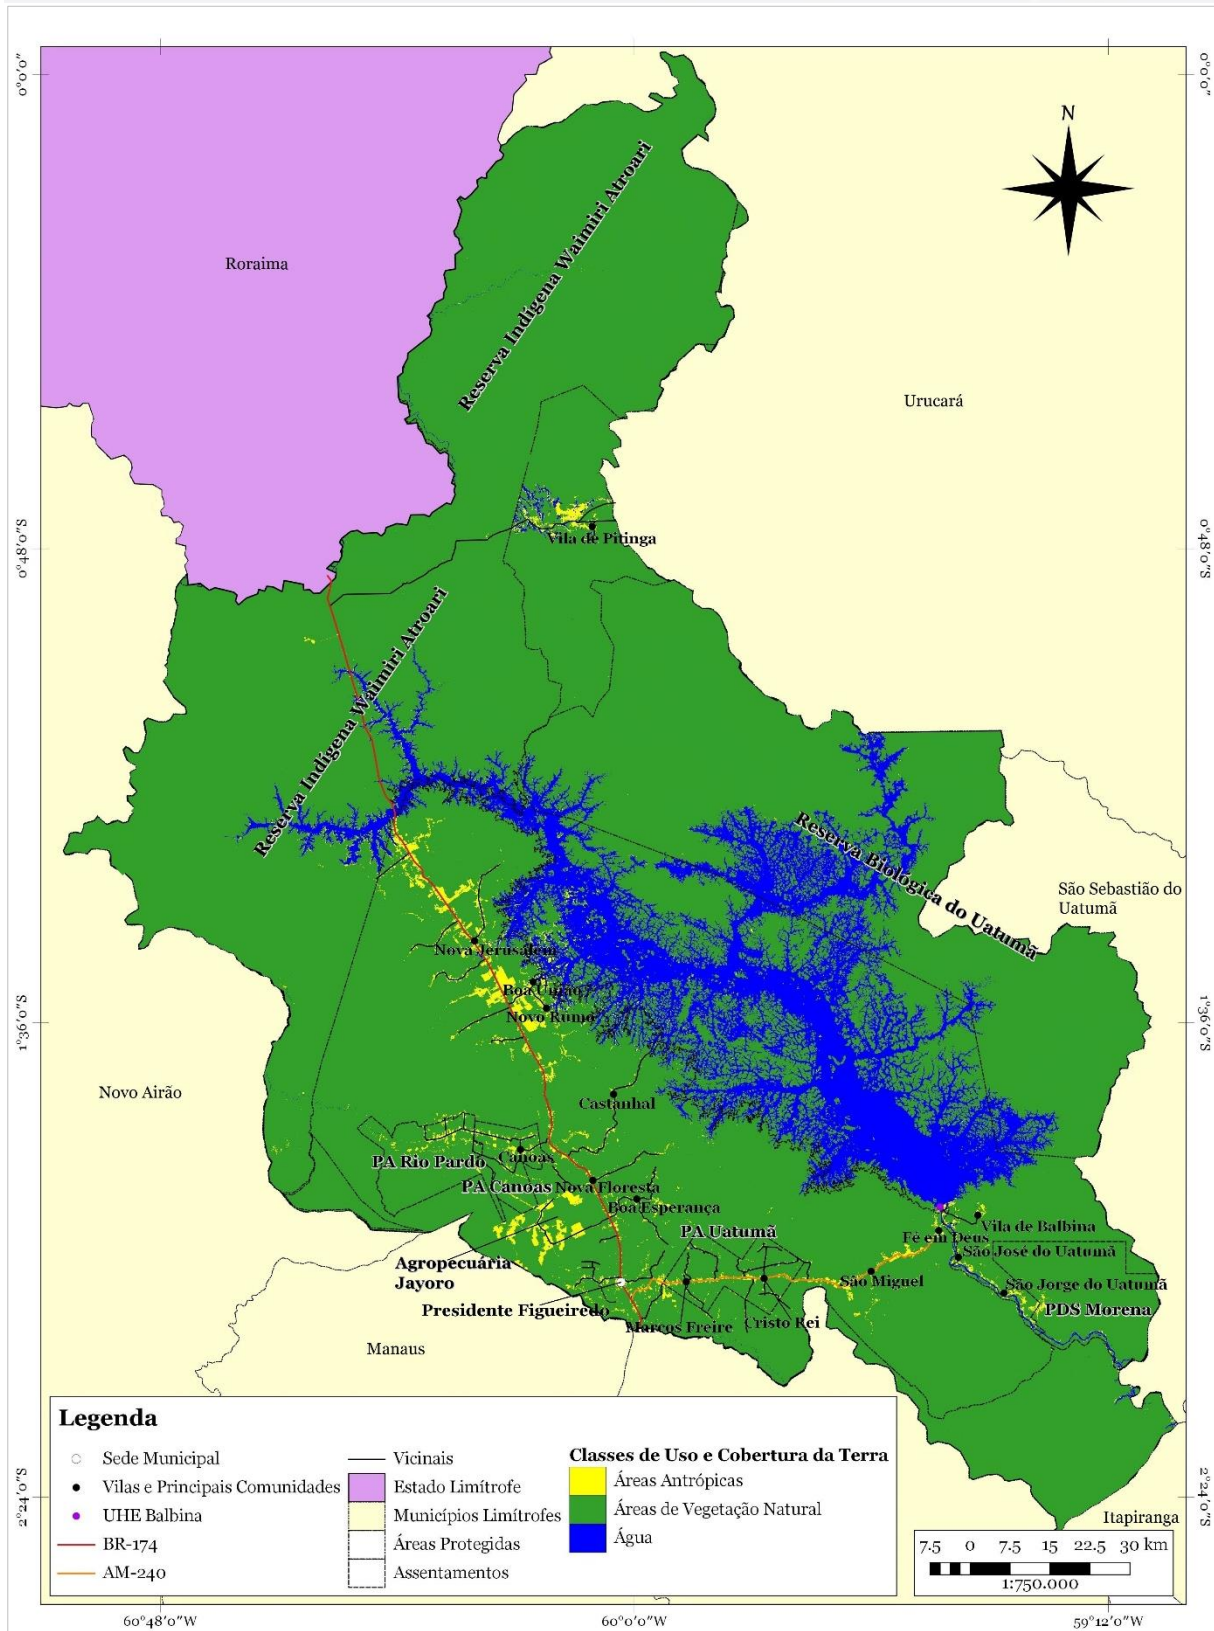 0°0'0"
0°0'0"
N
Reserva Indígena Waimiri Atroari
Roraima
Urucará
Vila de Pitinga
0°48'0"S
0°48'0"S
Reserva Indígena Waimiri Atroari
Reserva Biológica do Uatumã
São Sebastião do
Uatumã
Nova Jerusalém
Boa União
Novo Rumo
1°36'0"S
1°36'0"S
Novo Airão
Castanhal
Canoas
PA Rio Pardo
PA Canoas
Nova Floresta
Boa Esperança
Vila de Balbina
PA Uatumã
Fé em Deus
São José do Uatumã
Agropecuária
Jayoro
São Miguel
São Jorge do Uatumã
Presidente Figueiredo
PDS Morena
Marcos Freire
Cristo Rei
Manaus
Legenda
Sede Municipal
Vilas e Principais Comunidades
UHE Balbina
BR-174
AM-240
Vicinais
Estado Limítrofe
Municípios Limítrofes
Áreas Protegidas
Assentamentos
Classes de Uso e Cobertura da Terra
Áreas Antrópicas
Áreas de Vegetação Natural
Água
2°24'0"S
2°24'0"S
Itapiranga
7.5 0 7.5 15 22.5 30 km
1:750.000
60°48'0"W
60°0'0"W
59°12'0"W